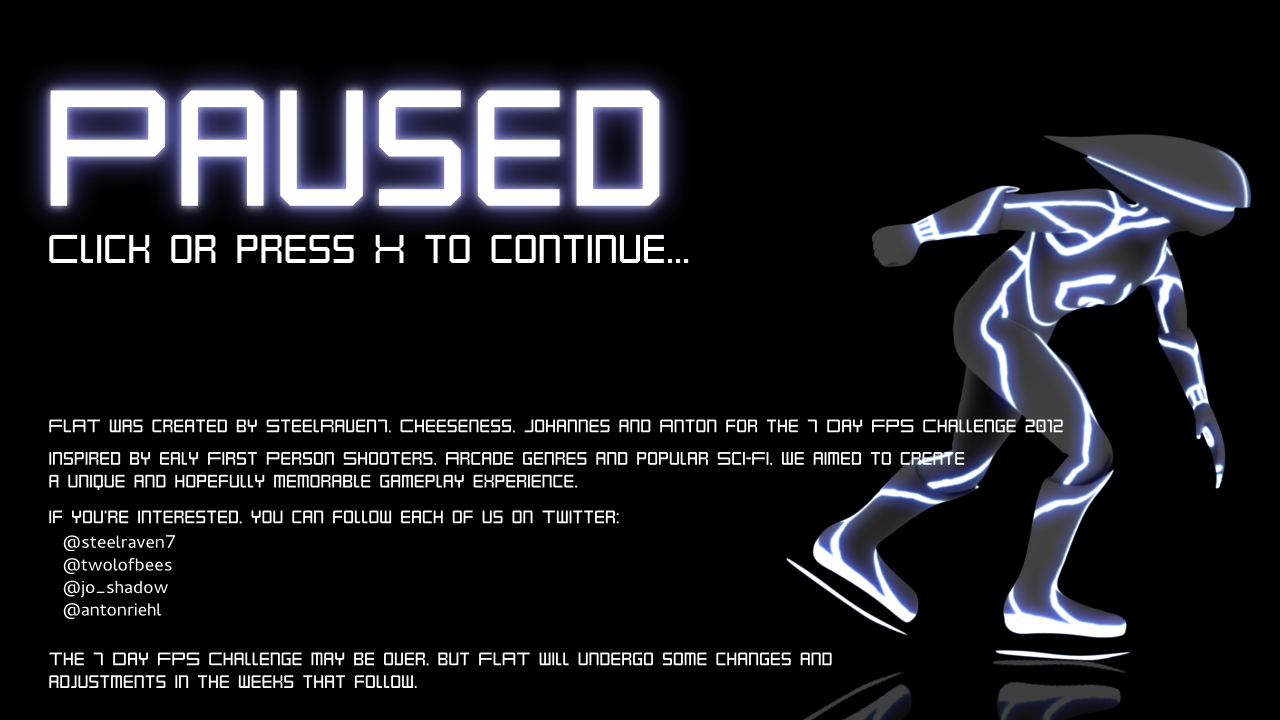 PAUSED
CLICK OR PRESS X TO CONTINUE...
FLAT WAS CREATED BY STEELRAVEN7, CHEESENESS, JOHANNES AND ANTON FOR THE 7 DAY FPS CHALLENGE 2012
INSPIRED BY EALY FIRST PERSON SHOOTERS, ARCADE GENRES AND POPULAR SCI-FI, WE AIMED TO CREATE
A UNIQUE AND HOPEFULLY MEMORABLE GAMEPLAY EXPERIENCE.
IF YOU'RE INTERESTED, YOU CAN FOLLOW EACH OF US ON TWITTER:
@steelraven7
@twolofbees
@jo_shadow
@antonriehl
THE 7 DAY FPS CHALLENGE MAY BE OVER, BUT FLAT WILL UNDERGO SOME CHANGES AND
ADJUSTMENTS IN THE WEEKS THAT FOLLOW.